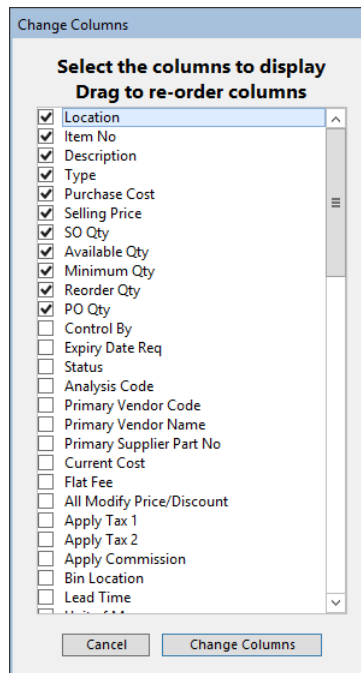 Change Columns
Select the columns to display
Drag to re-order columns
Location
Item No
Description
Type
Purchase Cost
Selling Price
SO Qty
Available Qty
Minimum Qty
Reorder Qty
PO Qty
Control By
Expiry Date Req
Status
Analysis Code
Primary Vendor Code
Primary Vendor Name
Primary Supplier Part No
Current Cost
Flat Fee
All Modify Price/Discount
Apply Tax 1
Apply Tax 2
Apply Commission
Bin Location
Lead Time
Cancel Change Columns